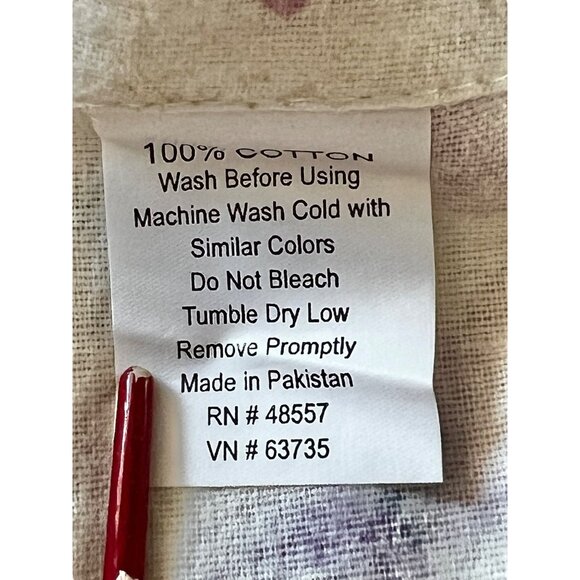 100% COTTON
Wash Before Using
Machine Wash Cold with
Similar Colors
Do Not Bleach
Tumble Dry Low
Remove Promptly
Made in Pakistan
RN # 48557
VN # 63735